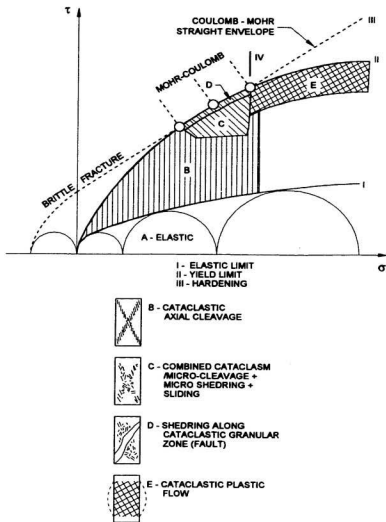 τ
COULOMB - MOHR
STRAIGHT ENVELOPE
III
IV
II
MOHR-COULOMB
D
E
C
BRITTLE FRACTURE
B
I
A - ELASTIC
σ
I - ELASTIC LIMIT
II - YIELD LIMIT
III - HARDENING
B - CATACLASTIC
AXIAL CLEAVAGE
C - COMBINED CATACLASM
/MICRO-CLEAVAGE +
MICRO SHEDRING +
SLIDING
D - SHEDRING ALONG
CATACLASTIC GRANULAR
ZONE (FAULT)
E - CATACLASTIC PLASTIC
FLOW